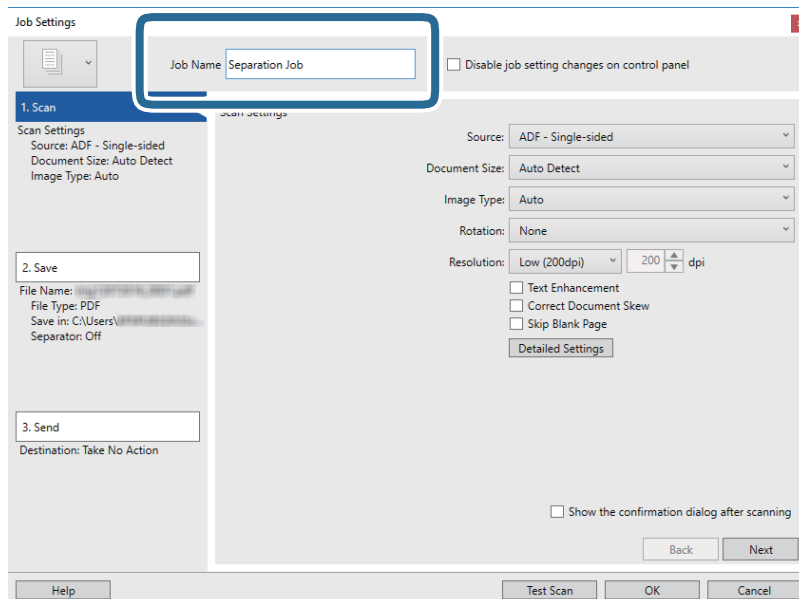 Job Settings
Job Name Separation Job
Disable job setting changes on control panel
1. Scan
Scan Settings
Source: ADF - Single-sided
Document Size: Auto Detect
Image Type: Auto
2. Save
File Name:
File Type: PDF
Save in: C:\Users\
Separator: Off
3. Send
Destination: Take No Action
Scan Settings
Source: ADF - Single-sided
Document Size: Auto Detect
Image Type: Auto
Rotation: None
Resolution: Low (200dpi) 200 dpi
Text Enhancement
Correct Document Skew
Skip Blank Page
Detailed Settings
Show the confirmation dialog after scanning
Back Next
Help Test Scan OK Cancel